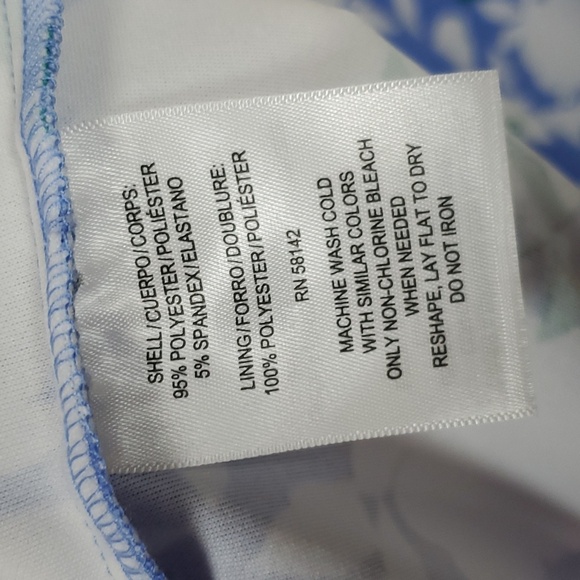 SHELL/CUERPO/CORPS:
95% POLYESTER/POLIÉSTER
5% SPANDEX/ELASTANO
LINING/FORRO/DOUBLURE:
100% POLYESTER/POLIÉSTER
RN 58142
MACHINE WASH COLD
WITH SIMILAR COLORS
ONLY NON-CHLORINE BLEACH
WHEN NEEDED
RESHAPE, LAY FLAT TO DRY
DO NOT IRON